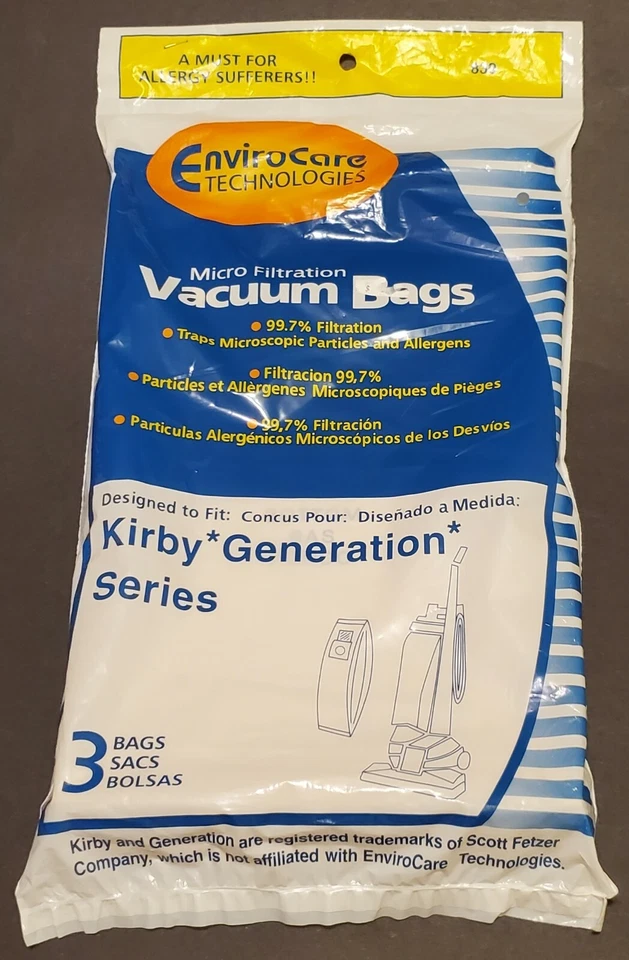 A MUST FOR
ALLERGY SUFFERERS!!
EnviroCare
TECHNOLOGIES
Micro Filtration
Vacuum Bags
99.7% Filtration
Traps Microscopic Particles and Allergens
Filtracion 99,7%
Particles et Allèrgenes Microscopiques de Pièges
99,7% Filtración
Particulas Alergénicos Microscópicos de los Desvíos
Designed to Fit: Concus Pour: Diseñado a Medida:
Kirby*Generation*
Series
3 BAGS
SACS
BOLSAS
Kirby and Generation are registered trademarks of Scott Fetzer
Company, which is not affiliated with EnviroCare Technologies.